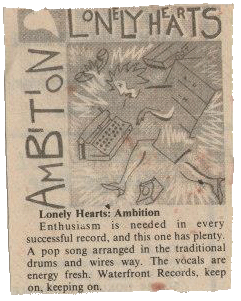 LONELY HEARTS
AMBITION
Lonely Hearts: Ambition
Enthusiasm is needed in every
successful record, and this one has plenty.
A pop song arranged in the traditional
drums and wires way. The vocals are
energy fresh. Waterfront Records, keep
on, keeping on.